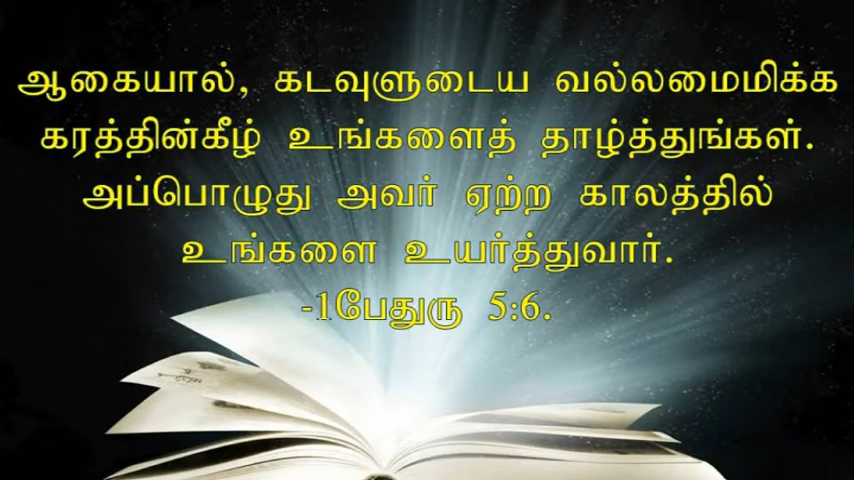 ஆகையால், கடவுளுடைய வல்லமைமிக்க
கரத்தின்கீழ் உங்களைத் தாழ்த்துங்கள்.
அப்பொழுது அவர் ஏற்ற காலத்தில்
உங்களை உயர்த்துவார்.
-1பேதுரு 5:6.